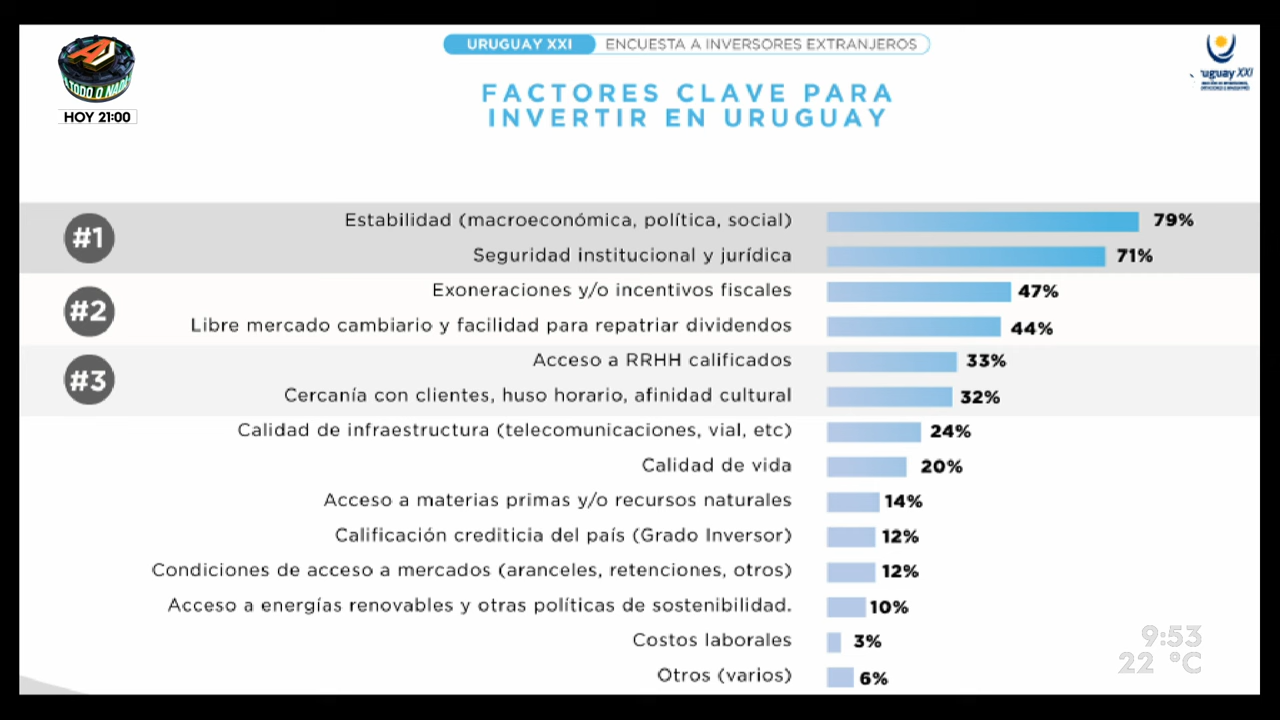 AJ
TODO O NADA
HOY 21:00
URUGUAY XXI
ENCUESTA A INVERSORES EXTRANJEROS
uguay XXI
FACTORES CLAVE PARA
INVERTIR EN URUGUAY
#1
Estabilidad (macroeconómica, política, social) 79%
Seguridad institucional y jurídica 71%
#2
Exoneraciones y/o incentivos fiscales 47%
Libre mercado cambiario y facilidad para repatriar dividendos 44%
#3
Acceso a RRHH calificados 33%
Cercanía con clientes, huso horario, afinidad cultural 32%
Calidad de infraestructura (telecomunicaciones, vial, etc) 24%
Calidad de vida 20%
Acceso a materias primas y/o recursos naturales 14%
Calificación crediticia del país (Grado Inversor) 12%
Condiciones de acceso a mercados (aranceles, retenciones, otros) 12%
Acceso a energías renovables y otras políticas de sostenibilidad. 10%
Costos laborales 3%
Otros (varios) 6%
9:53
22 °C